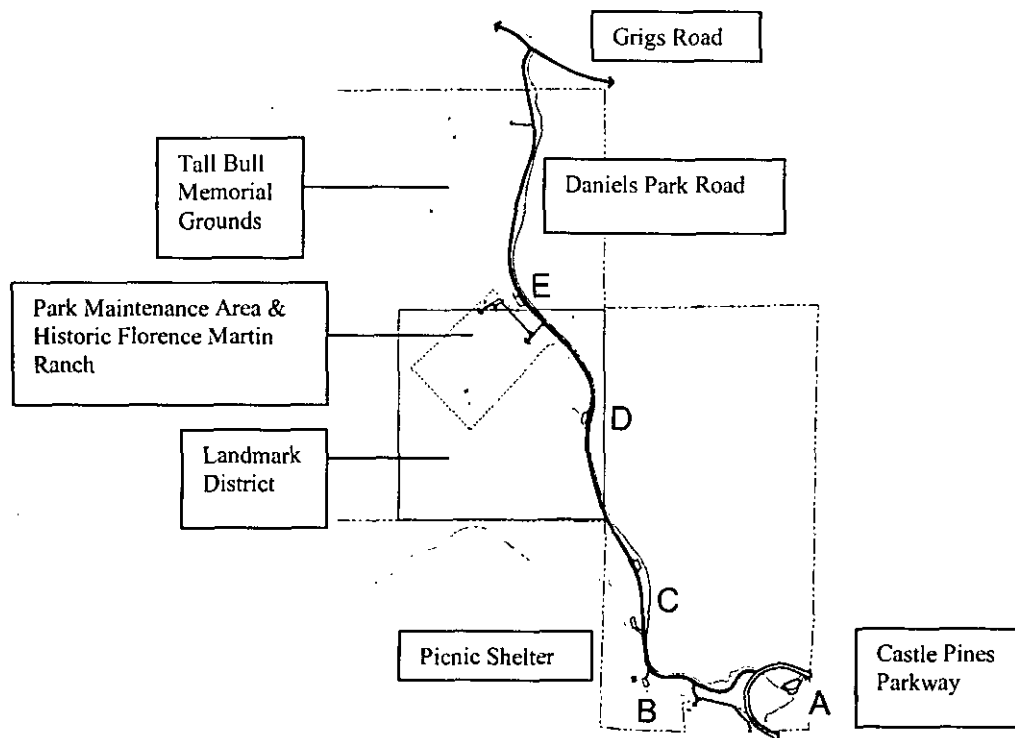 Grigs Road
Tall Bull
Memorial
Grounds
Daniels Park Road
E
Park Maintenance Area &
Historic Florence Martin
Ranch
D
Landmark
District
C
Picnic Shelter
Castle Pines
Parkway
B
A